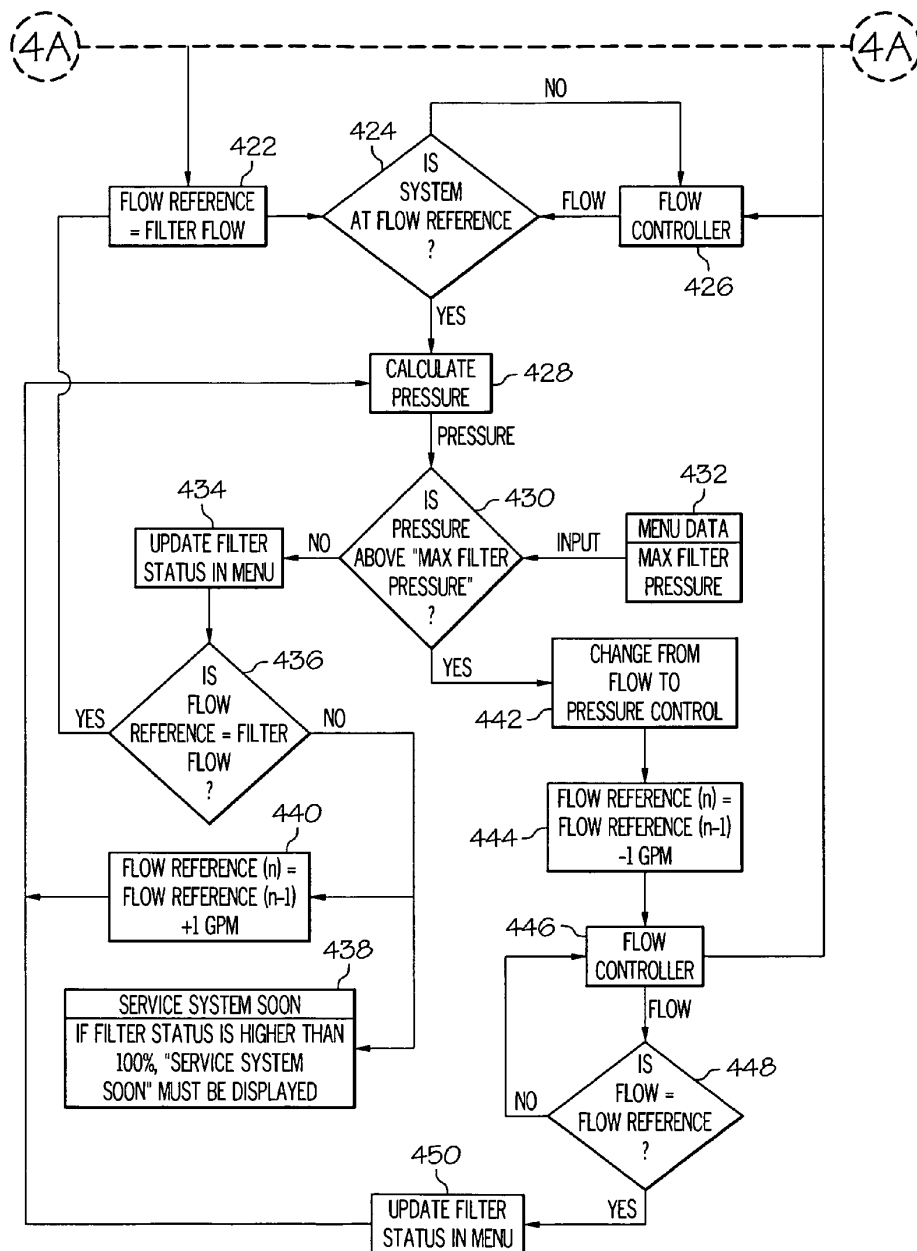 4A
4A
NO
424
422
IS
SYSTEM
AT FLOW REFERENCE
?
FLOW REFERENCE
= FILTER FLOW
FLOW
FLOW
CONTROLLER
426
YES
CALCULATE
PRESSURE
428
PRESSURE
434
430
432
IS
PRESSURE
ABOVE "MAX FILTER
PRESSURE"
?
UPDATE FILTER
STATUS IN MENU
NO
INPUT
MENU DATA
MAX FILTER
PRESSURE
436
IS
FLOW
REFERENCE = FILTER
FLOW
?
YES
NO
YES
CHANGE FROM
FLOW TO
PRESSURE CONTROL
442
440
FLOW REFERENCE (n) =
FLOW REFERENCE (n-1)
+1 GPM
444
FLOW REFERENCE (n) =
FLOW REFERENCE (n-1)
-1 GPM
438
SERVICE SYSTEM SOON
IF FILTER STATUS IS HIGHER THAN
100%, "SERVICE SYSTEM
SOON" MUST BE DISPLAYED
446
FLOW
CONTROLLER
FLOW
448
NO
IS
FLOW =
FLOW REFERENCE
?
YES
450
UPDATE FILTER
STATUS IN MENU